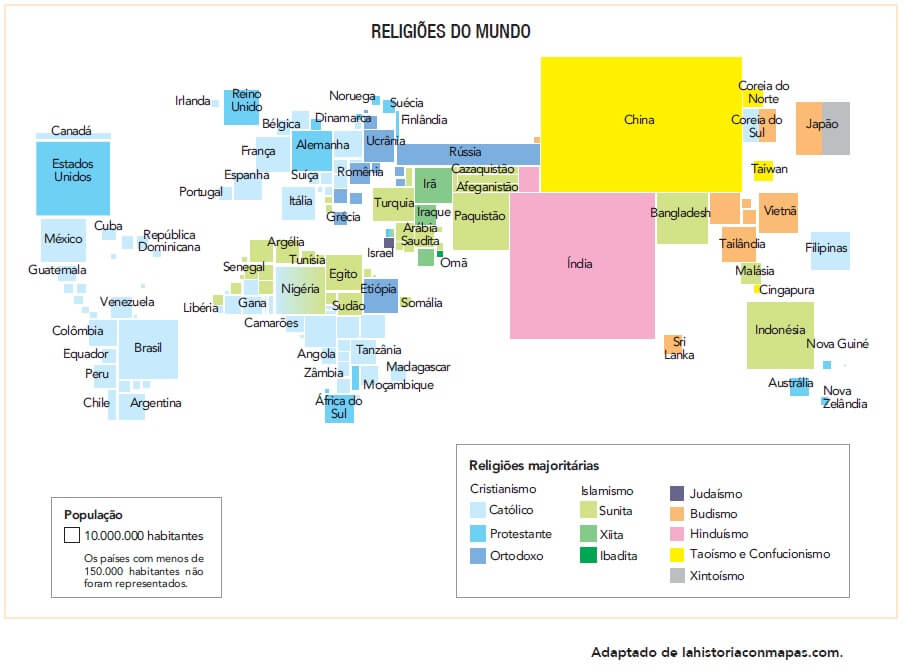 RELIGIÕES DO MUNDO
Canadá
Estados
Unidos
México
Cuba
República
Dominicana
Guatemala
Venezuela
Colômbia
Brasil
Equador
Peru
Chile
Argentina
Irlanda
Reino
Unido
Noruega
Suécia
Bélgica
Dinamarca
Finlândia
França
Alemanha
Ucrânia
Rússia
Espanha
Suíça
Romênia
Portugal
Itália
Grécia
Turquia
Irã
Iraque
Cazaquistão
Afeganistão
Paquistão
Arábia
Saudita
Israel
Omã
Argélia
Tunísia
Senegal
Egito
Nigéria
Etiópia
Libéria
Gana
Sudão
Somália
Camarões
Angola
Tanzânia
Zâmbia
Madagascar
Moçambique
África do
Sul
China
Coreia do
Norte
Coreia do
Sul
Japão
Taiwan
Índia
Bangladesh
Vietnã
Tailândia
Filipinas
Malásia
Cingapura
Indonésia
Sri
Lanka
Nova Guiné
Austrália
Nova
Zelândia
População
10.000.000 habitantes
Os países com menos de
150.000 habitantes não
foram representados.
Religiões majoritárias
Cristianismo
Católico
Protestante
Ortodoxo
Islamismo
Sunita
Xiita
Ibadita
Judaísmo
Budismo
Hinduísmo
Taoísmo e Confucionismo
Xintoísmo
Adaptado de lahistoriaconmapas.com.